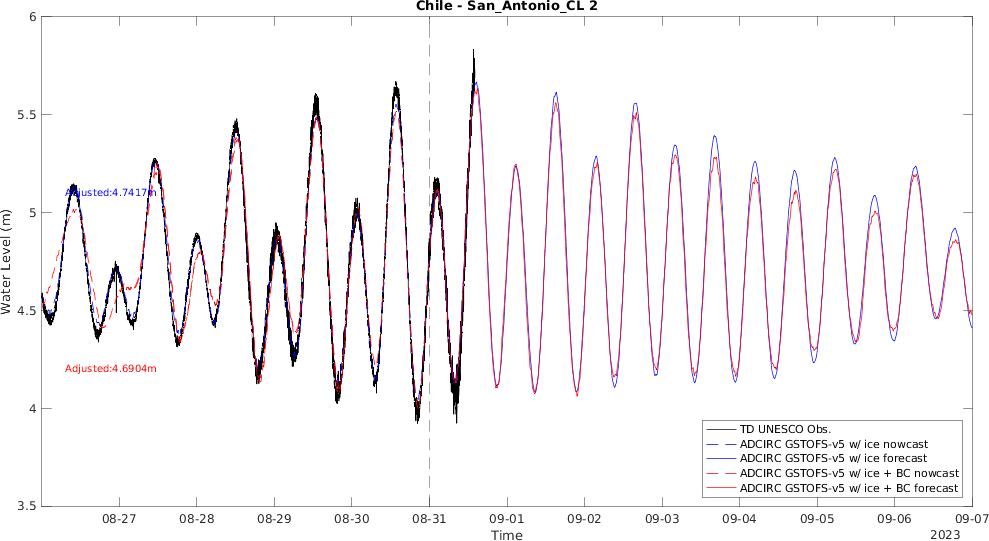 Chile - San_Antonio_CL 2
Water Level (m)
6
5.5
5
4.5
4
3.5
Adjusted:4.7417m
Adjusted:4.6904m
TD UNESCO Obs.
ADCIRC GSTOFS-v5 w/ ice nowcast
ADCIRC GSTOFS-v5 w/ ice forecast
ADCIRC GSTOFS-v5 w/ ice + BC nowcast
ADCIRC GSTOFS-v5 w/ ice + BC forecast
08-27 08-28 08-29 08-30 08-31 09-01 09-02 09-03 09-04 09-05 09-06 09-07
Time
2023